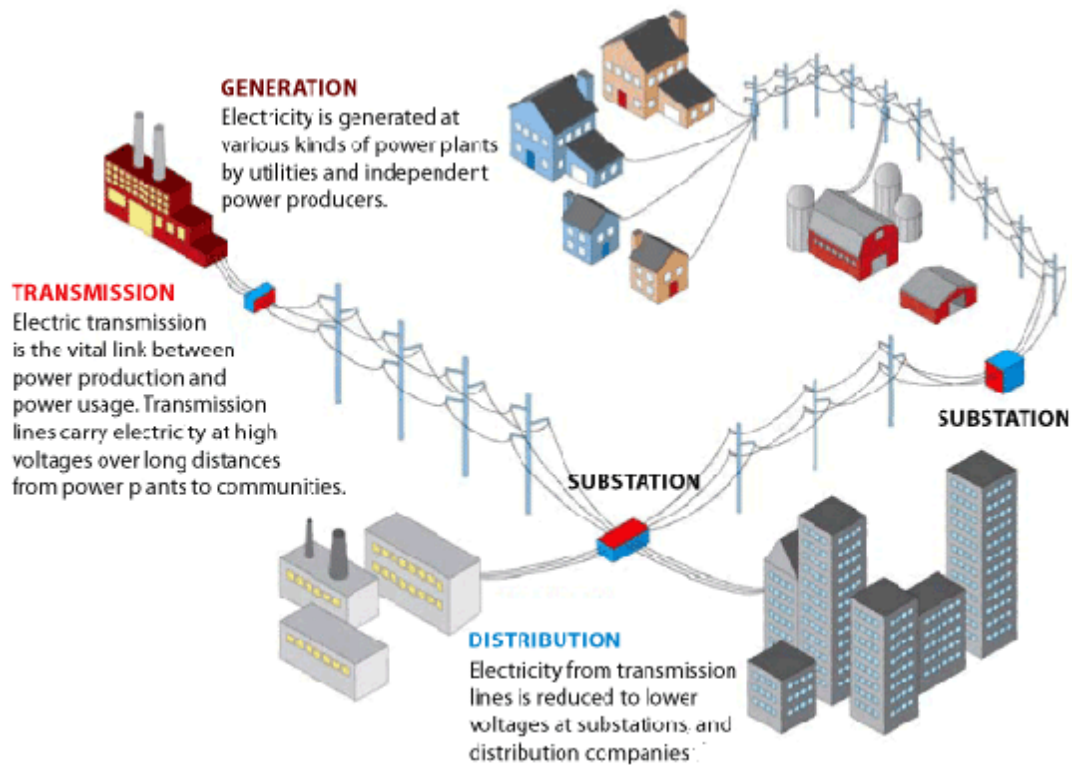 GENERATION
Electricity is generated at
various kinds of power plants
by utilities and independent
power producers.
TRANSMISSION
Electric transmission
is the vital link between
power production and
power usage. Transmission
lines carry electricity at high
voltages over long distances
from power plants to communities.
SUBSTATION
SUBSTATION
DISTRIBUTION
Electricity from transmission
lines is reduced to lower
voltages at substations, and
distribution companies